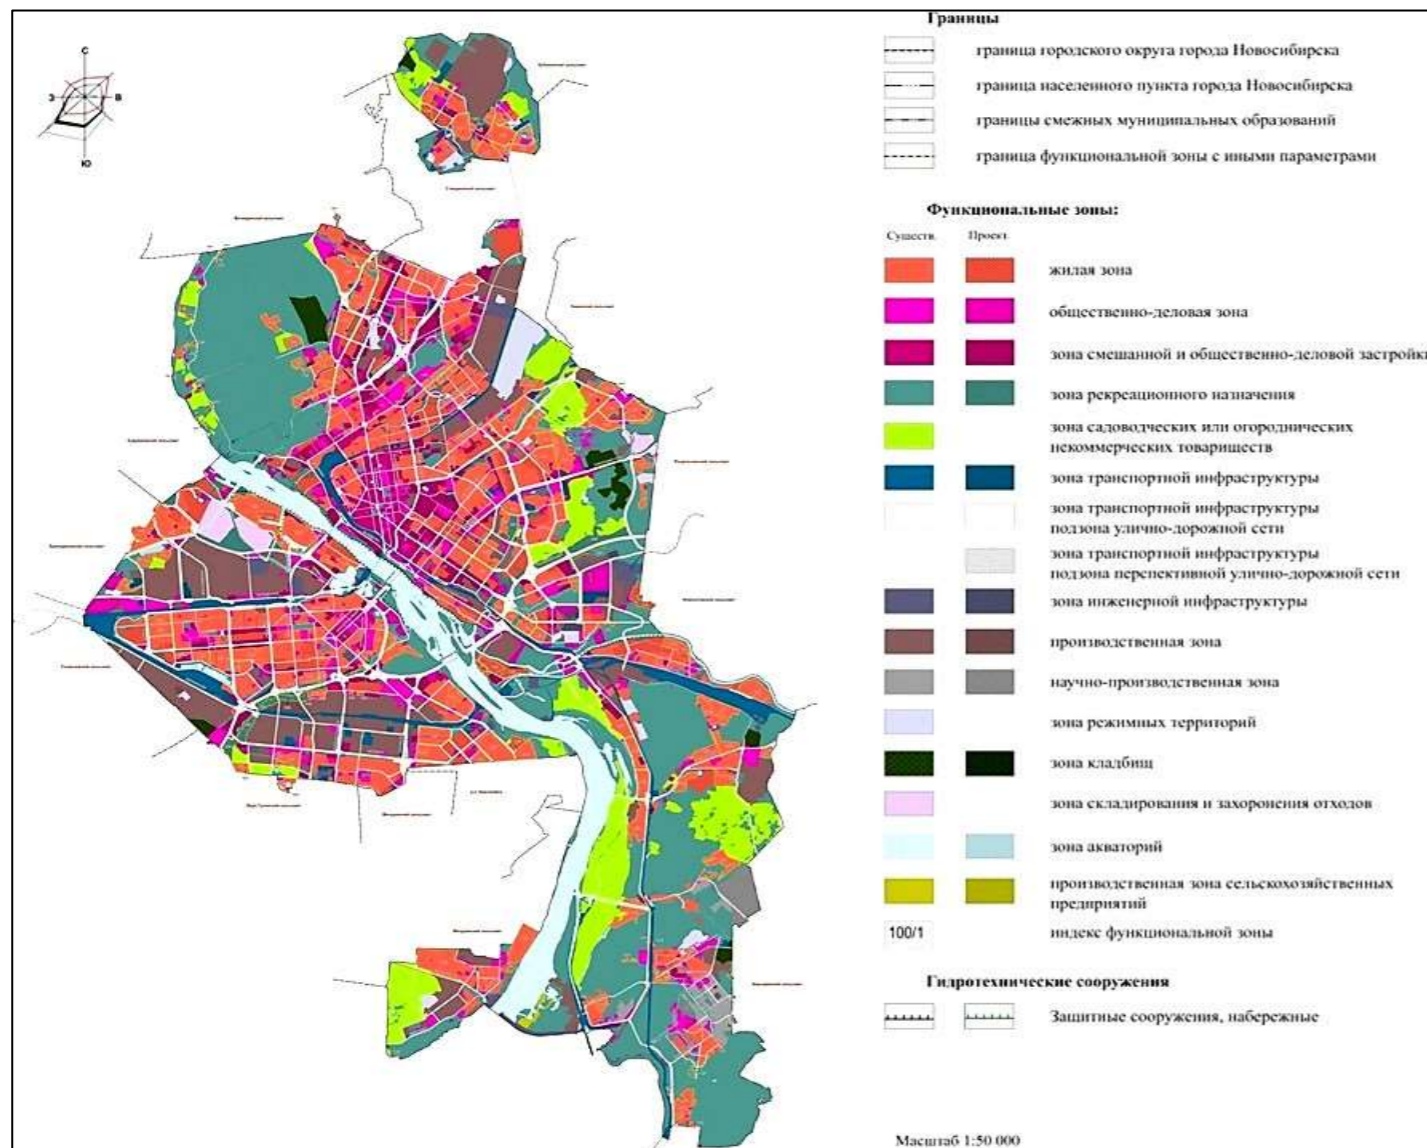 С
З
В
Ю
Границы
граница городского округа города Новосибирска
граница населенного пункта города Новосибирска
границы смежных муниципальных образований
граница функциональной зоны с иными параметрами
Функциональные зоны:
Существ. Проект.
жилая зона
общественно-деловая зона
зона смешанной и общественно-деловой застройки
зона рекреационного назначения
зона садоводческих или огороднических
некоммерческих товариществ
зона транспортной инфраструктуры
зона транспортной инфраструктуры
подзона улично-дорожной сети
зона транспортной инфраструктуры
подзона перспективной улично-дорожной сети
зона инженерной инфраструктуры
производственная зона
научно-производственная зона
зона режимных территорий
зона кладбищ
зона складирования и захоронения отходов
зона акваторий
производственная зона сельскохозяйственных
предприятий
100/1 индекс функциональной зоны
Гидротехнические сооружения
Защитные сооружения, набережные
Масштаб 1:50 000